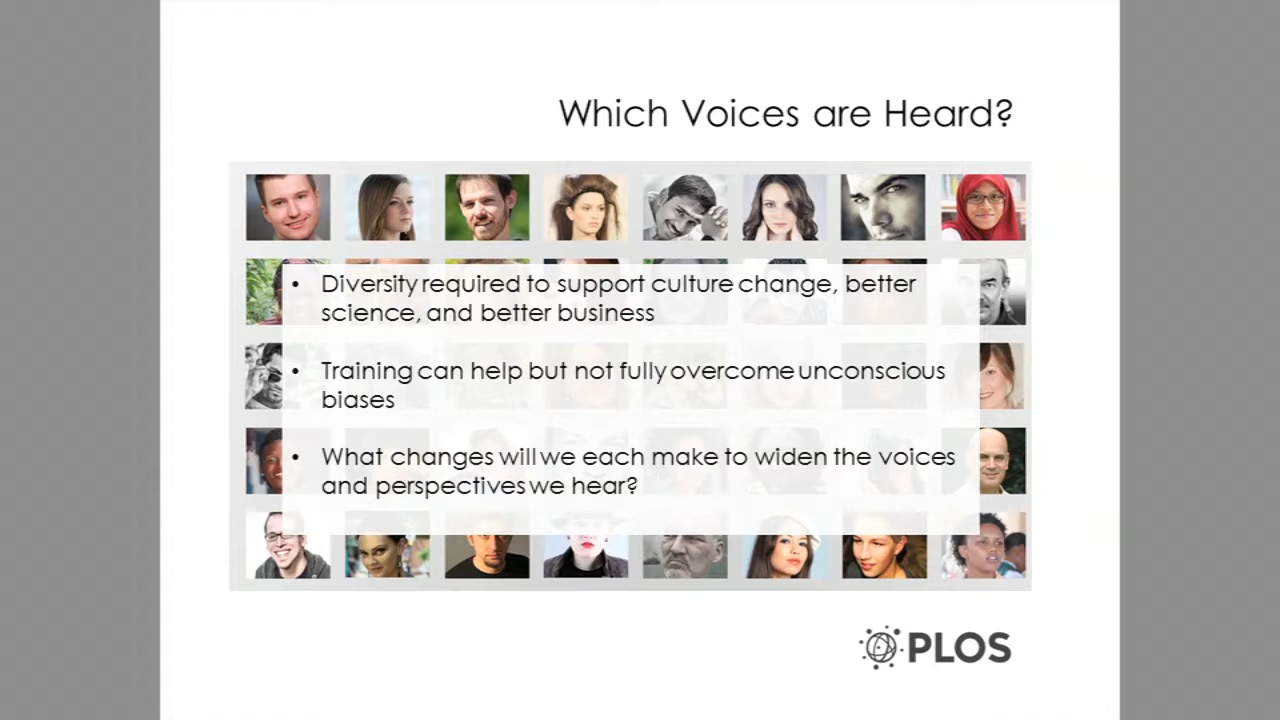 Which Voices are Heard?
• Diversity required to support culture change, better
science, and better business
• Training can help but not fully overcome unconscious
biases
• What changes will we each make to widen the voices
and perspectives we hear?
PLOS